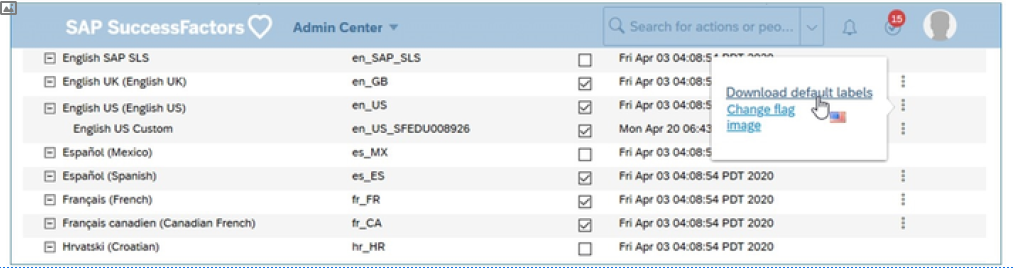 SAP SuccessFactors Admin Center Search for actions or peo... 15
English SAP SLS en_SAP_SLS Fri Apr 03 04:08:5
English UK (English UK) en_GB Fri Apr 03 04:08:5
Download default labels
English US (English US) en_US Fri Apr 03 04:08:5
Change flag
image
English US Custom en_US_SFEDU008926 Mon Apr 20 06:43
Español (Mexico) es_MX Fri Apr 03 04:08:5
Español (Spanish) es_ES Fri Apr 03 04:08:54 PDT 2020
Français (French) fr_FR Fri Apr 03 04:08:54 PDT 2020
Français canadien (Canadian French) fr_CA Fri Apr 03 04:08:54 PDT 2020
Hrvatski (Croatian) hr_HR Fri Apr 03 04:08:54 PDT 2020